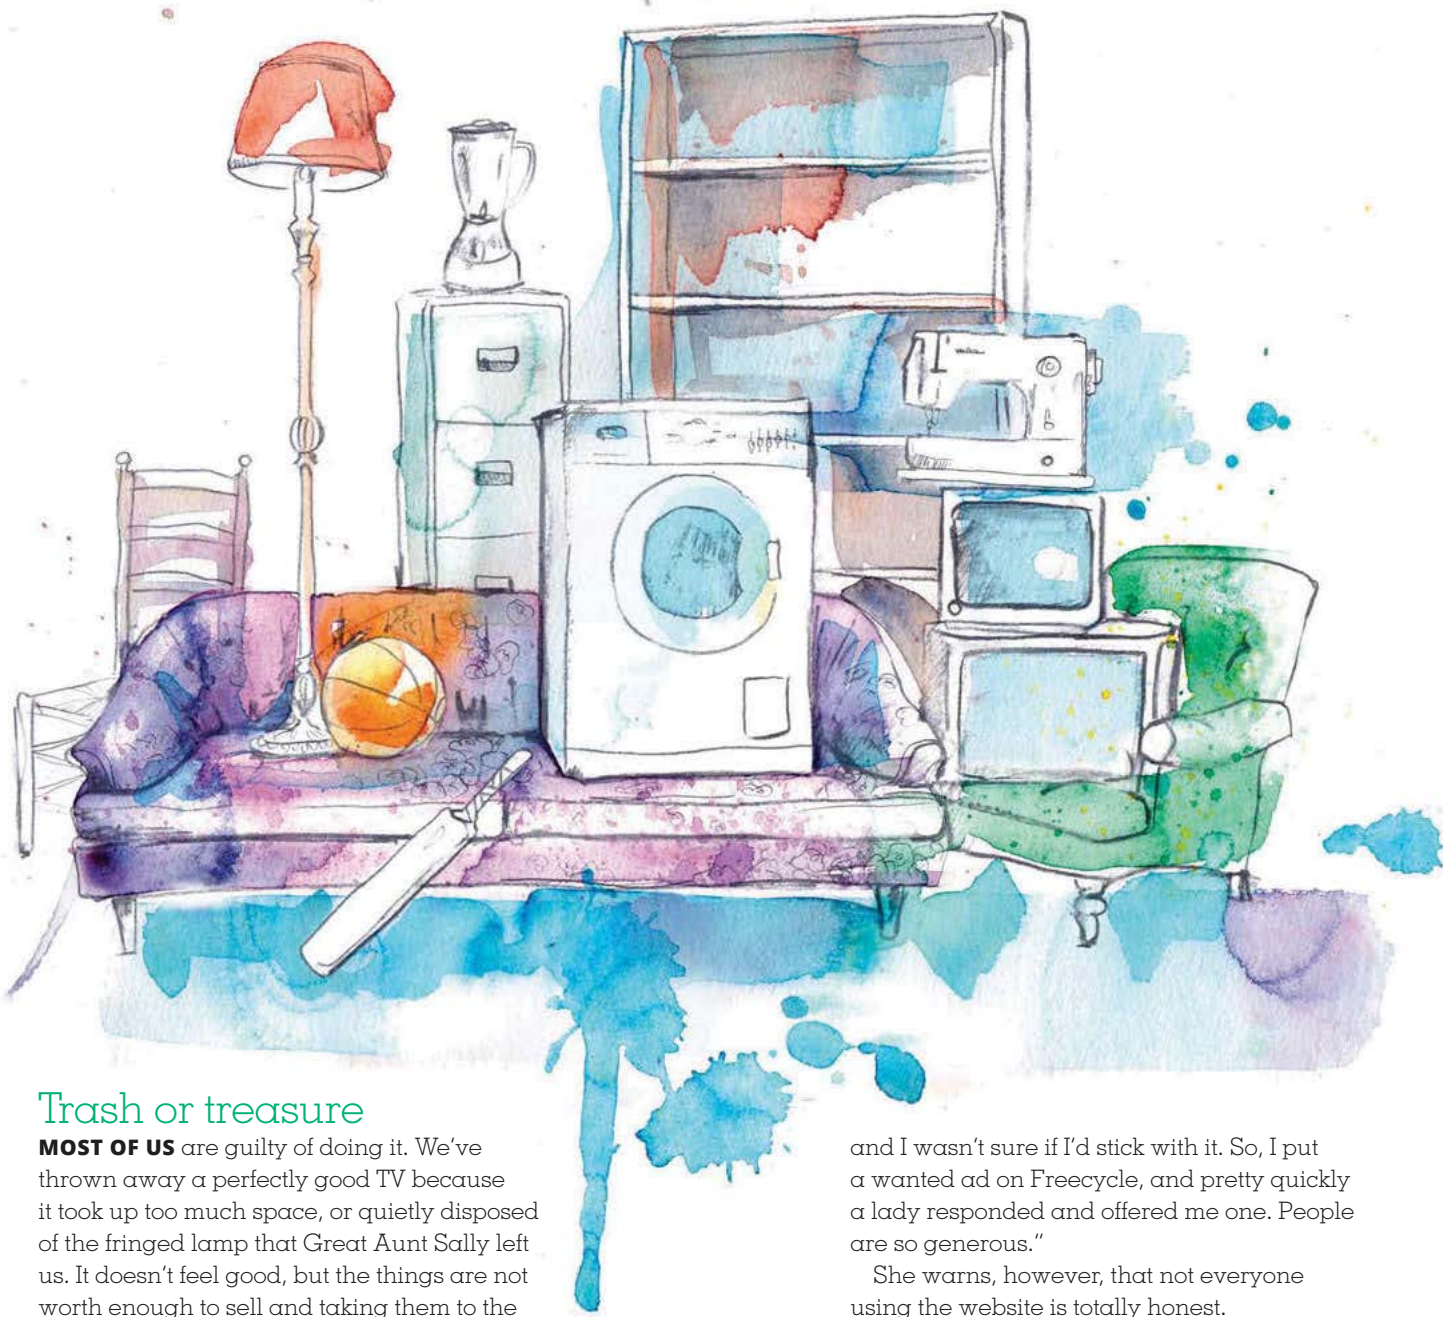 Trash or treasure
MOST OF US are guilty of doing it. We’ve
thrown away a perfectly good TV because
it took up too much space, or quietly disposed
of the fringed lamp that Great Aunt Sally left
us. It doesn’t feel good, but the things are not
worth enough to sell and taking them to the
and I wasn’t sure if I’d stick with it. So, I put
a wanted ad on Freecycle, and pretty quickly
a lady responded and offered me one. People
are so generous.”
She warns, however, that not everyone
using the website is totally honest.